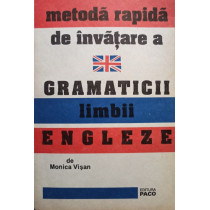 metodă rapidă
de învățare a
GRAMATICII
limbii
ENGLEZE
de
Monica Vișan
EDITURA
PACO